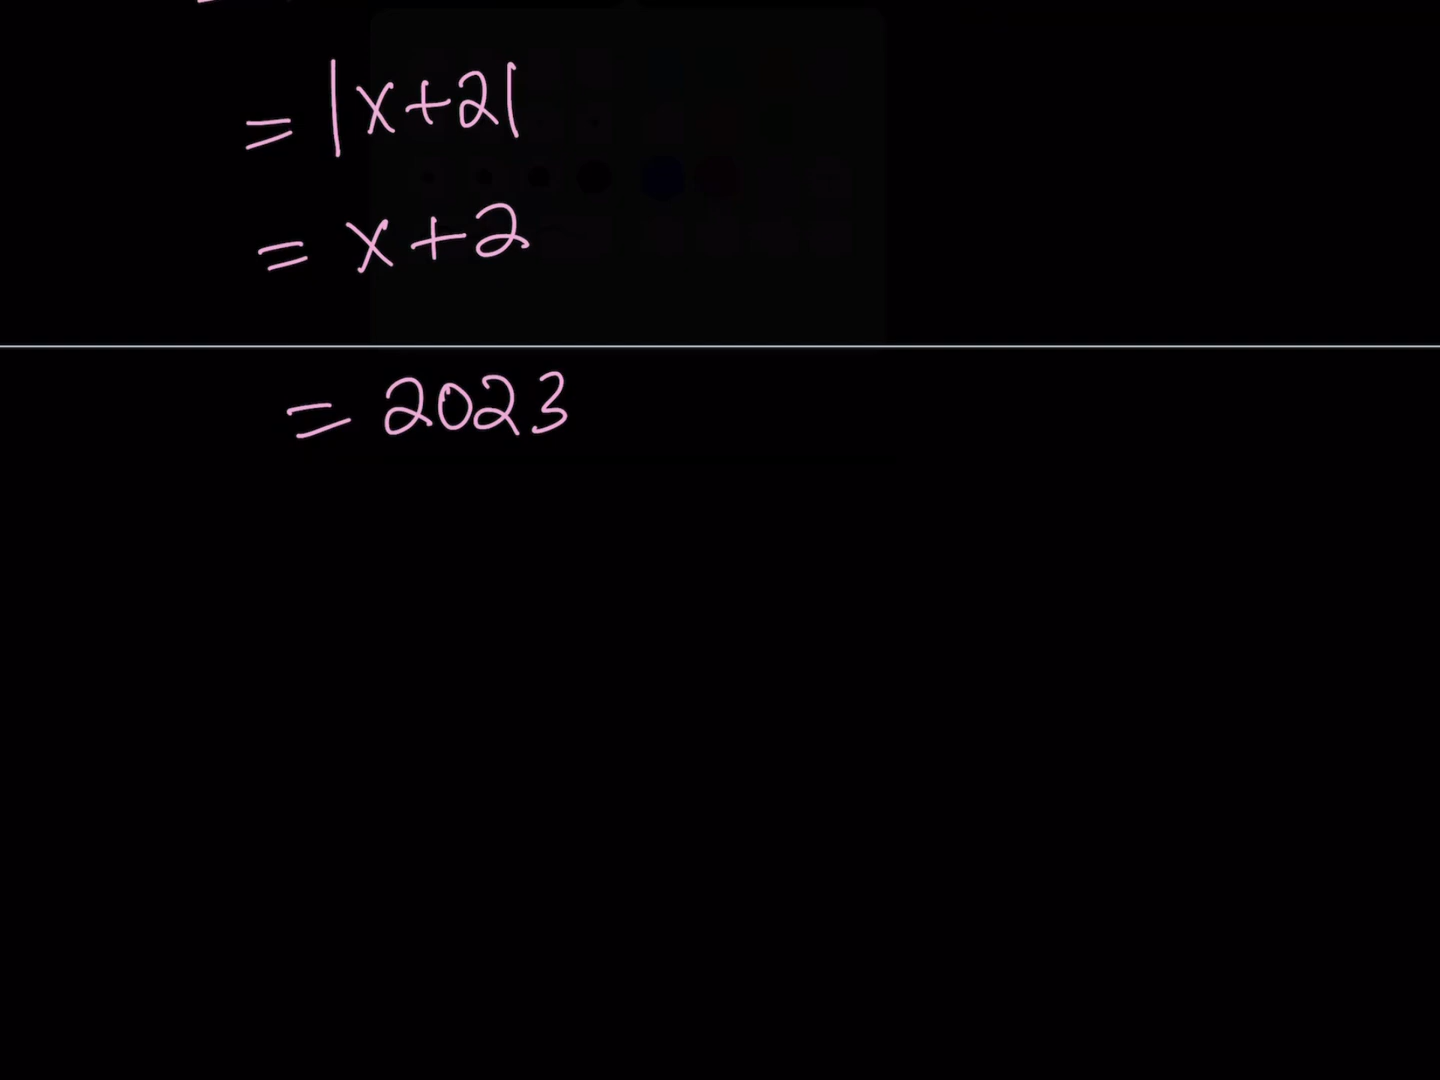 = |x+2|
= x+2
= 2023